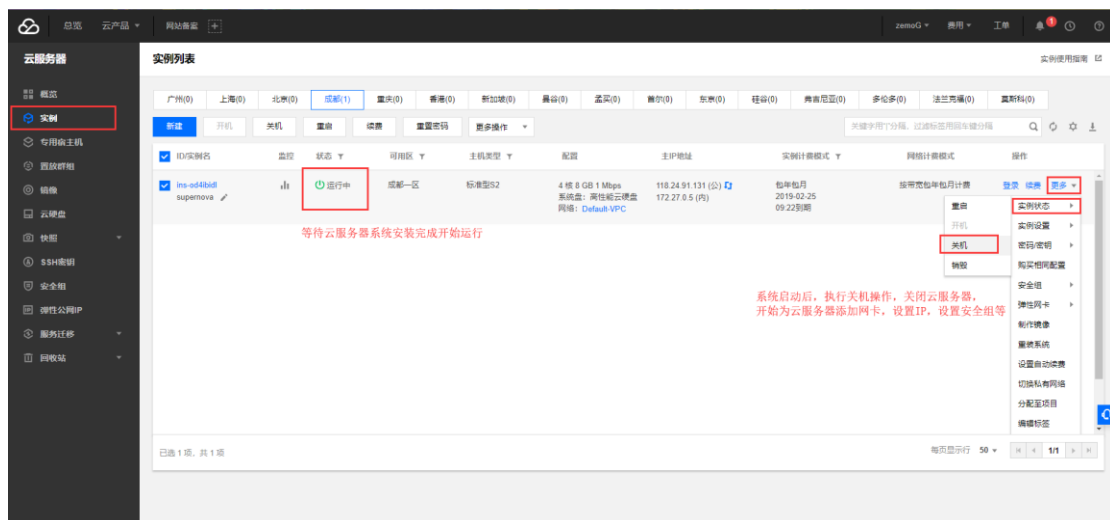 总览 云产品 网站备案 zemoG 费用 工单 1
云服务器
实例列表 实例使用指南
概览
实例
专用宿主机
置放群组
镜像
云硬盘
快照
SSH密钥
安全组
弹性公网IP
服务迁移
回收站
广州(0) 上海(0) 北京(0) 成都(1) 重庆(0) 香港(0) 新加坡(0) 曼谷(0) 孟买(0) 首尔(0) 东京(0) 硅谷(0) 弗吉尼亚(0) 多伦多(0) 法兰克福(0) 莫斯科(0)
新建 开机 关机 重启 续费 重置密码 更多操作 关键字用"|"分隔,过滤标签用回车键分隔
ID/实例名 监控 状态 可用区 主机类型 配置 主IP地址 实例计费模式 网络计费模式 操作
ins-od4ibidl 运行中 成都一区 标准型S2 4 核 8 GB 1 Mbps 118.24.91.131 (公) 包年包月 按带宽包年包月计费 登录 续费 更多
supernova 系统盘:高性能云硬盘 172.27.0.5 (内) 2019-02-25
网络:Default-VPC 09:22到期
重启
开机
关机
销毁
实例状态
实例设置
密码/密钥
购买相同配置
安全组
弹性网卡
制作镜像
重装系统
设置自动续费
切换私有网络
分配至项目
编辑标签
等待云服务器系统安装完成开始运行
系统启动后,执行关机操作,关闭云服务器,
开始为云服务器添加网卡,设置IP,设置安全组等
已选 1 项,共 1 项 每页显示行 50 1/1